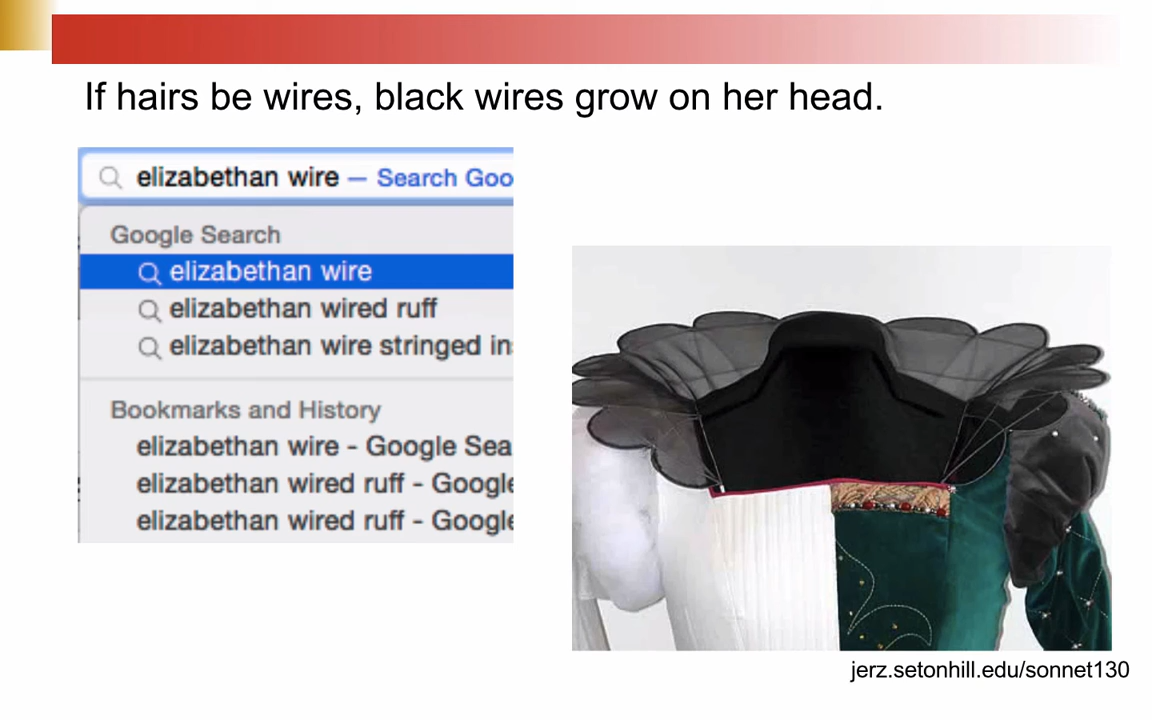 If hairs be wires, black wires grow on her head.
elizabethan wire — Search Goo
Google Search
elizabethan wire
elizabethan wired ruff
elizabethan wire stringed in
Bookmarks and History
elizabethan wire - Google Sea
elizabethan wired ruff - Google
elizabethan wired ruff - Google
jerz.setonhill.edu/sonnet130